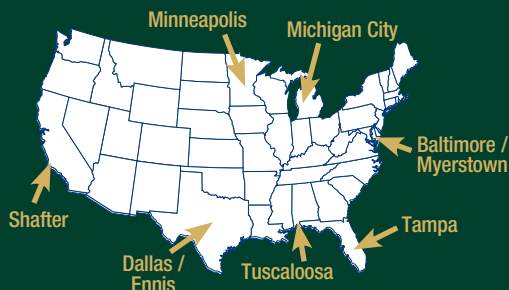 Minneapolis
Michigan City
Baltimore /
Myerstown
Shafter
Tampa
Dallas /
Ennis
Tuscaloosa